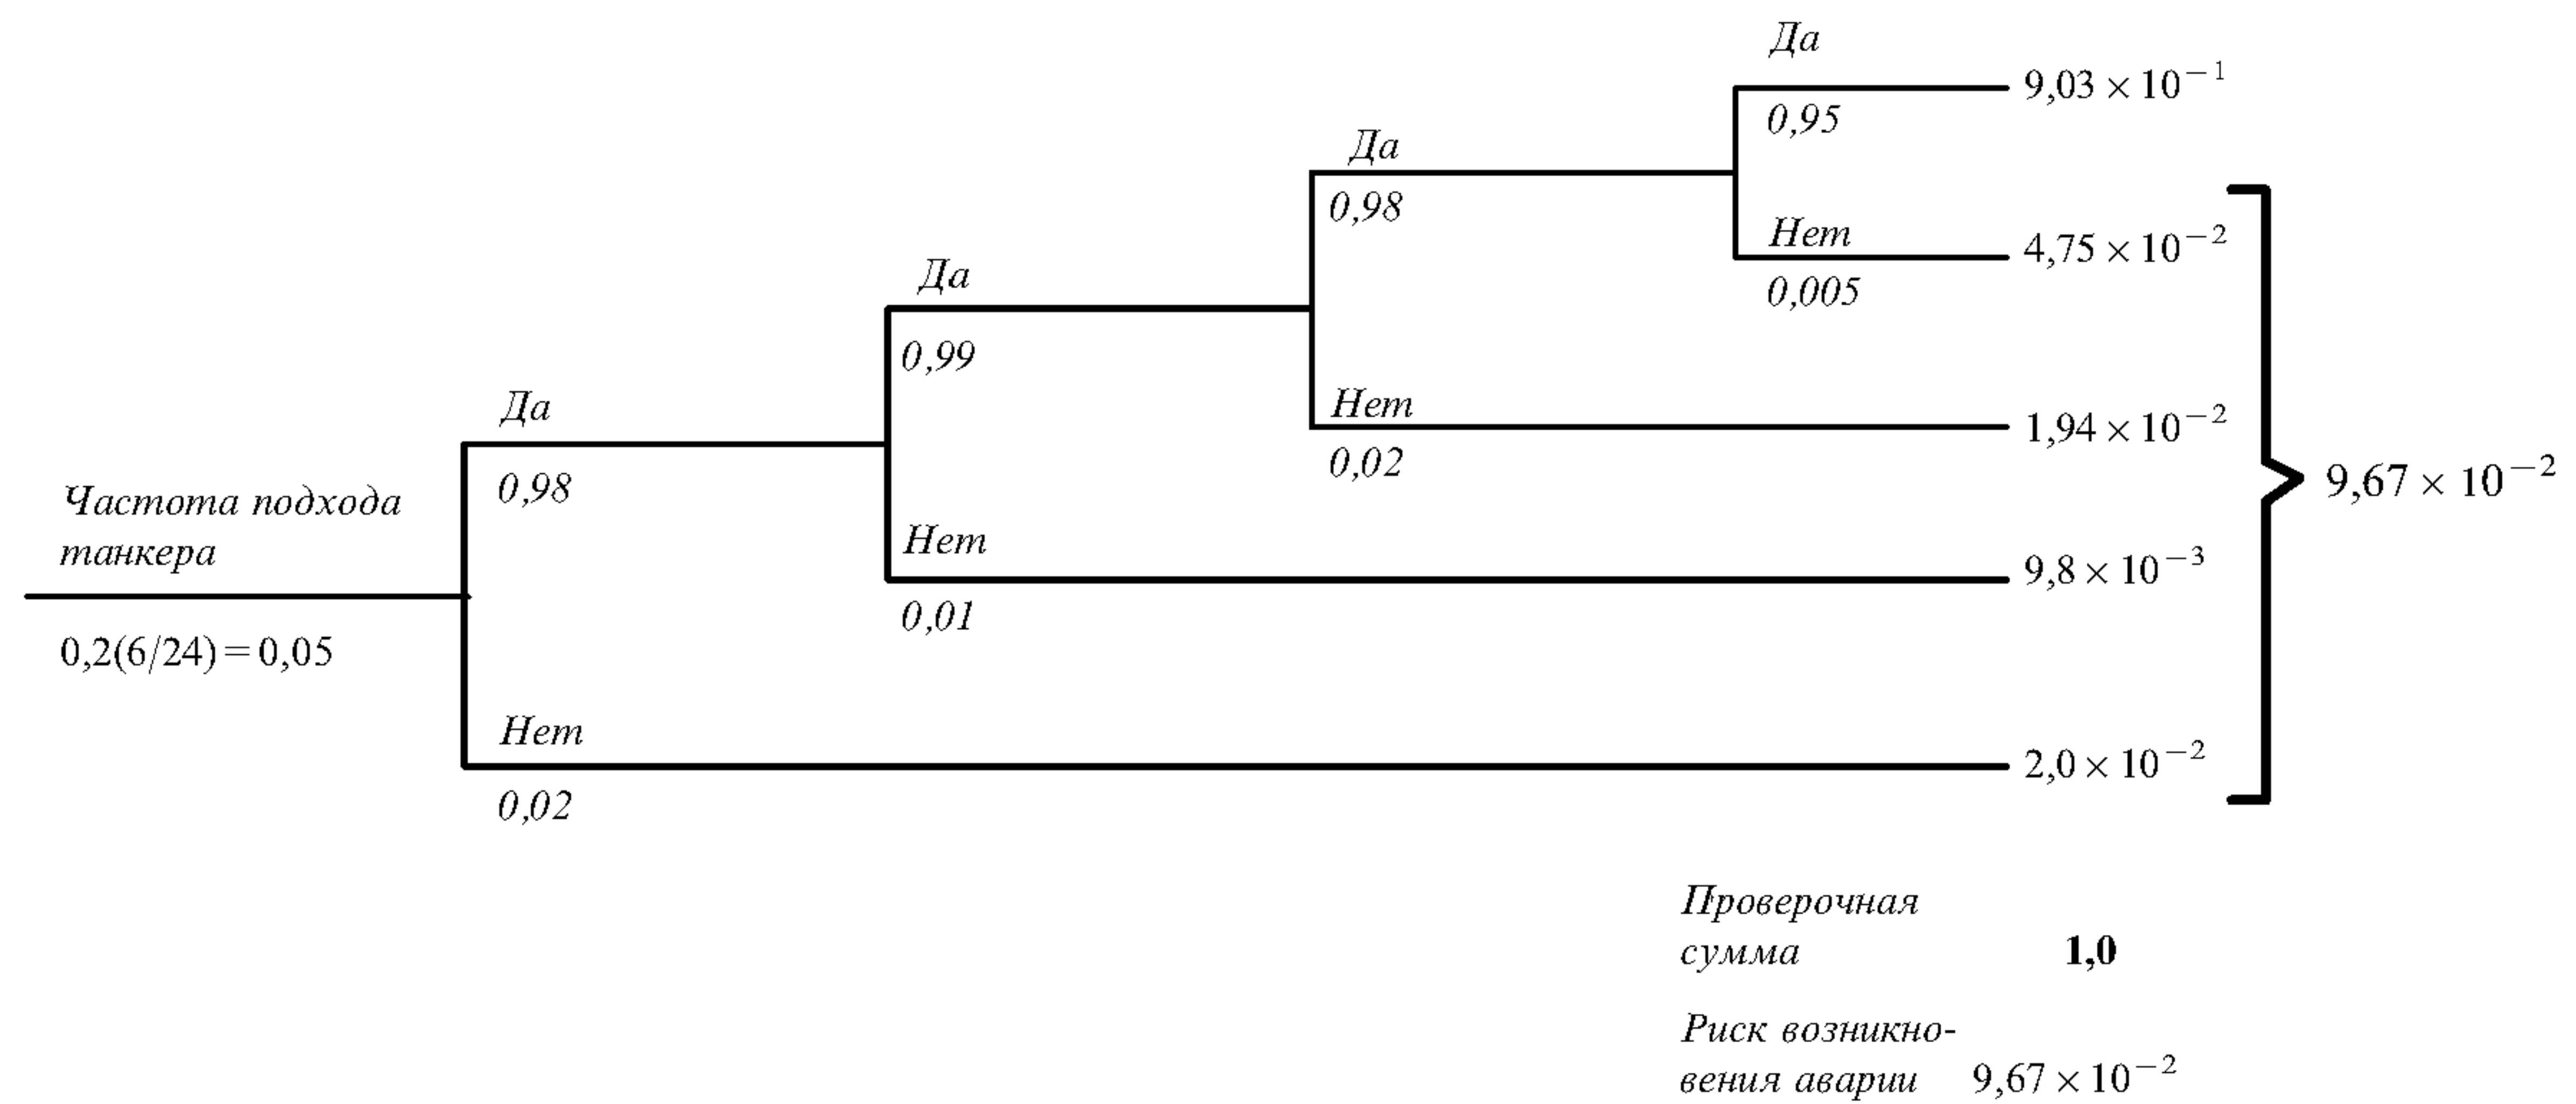 Да
9,03 × 10⁻¹
0,95
Да
0,98
Нет
4,75 × 10⁻²
0,005
Да
0,99
Нет
1,94 × 10⁻²
0,02
Да
0,98
9,67 × 10⁻²
Частота подхода
танкера
Нет
9,8 × 10⁻³
0,01
0,2(6/24) = 0,05
Нет
2,0 × 10⁻²
0,02
Проверочная
сумма 1,0
Риск возникно-
вения аварии 9,67 × 10⁻²